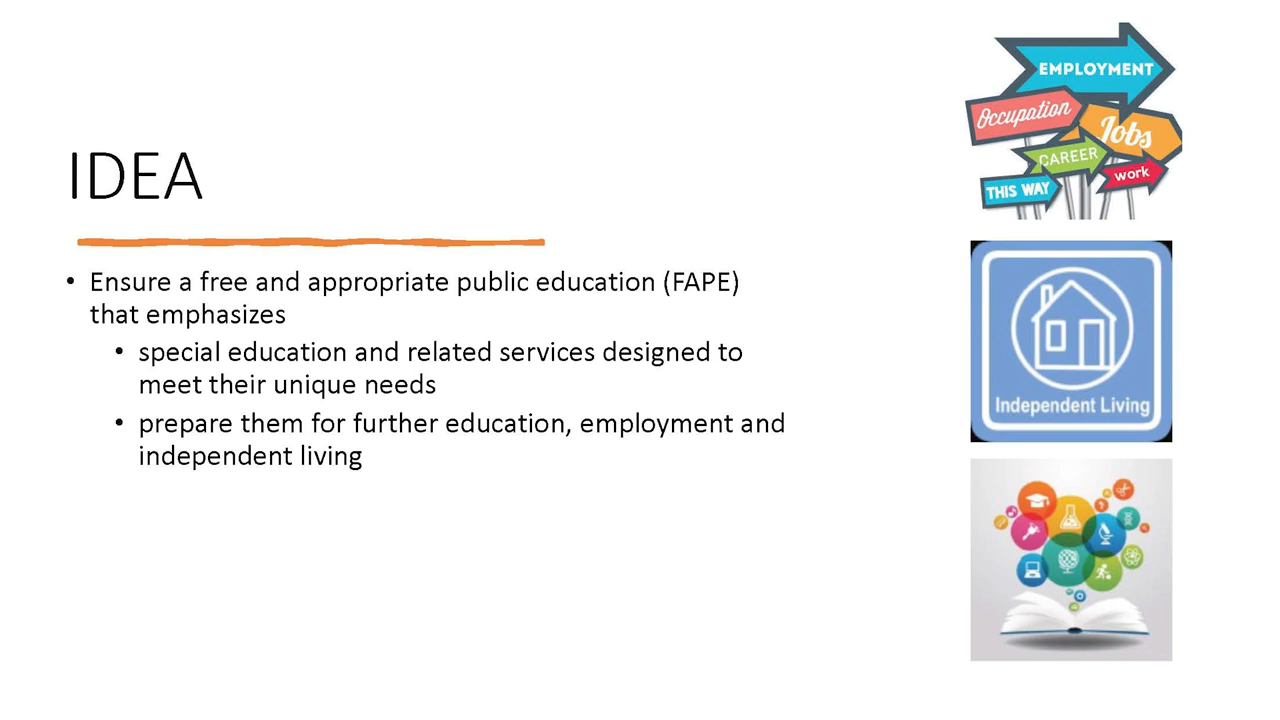 IDEA
• Ensure a free and appropriate public education (FAPE)
that emphasizes
• special education and related services designed to
meet their unique needs
• prepare them for further education, employment and
independent living
EMPLOYMENT
Occupation
Jobs
CAREER
work
THIS WAY
Independent Living